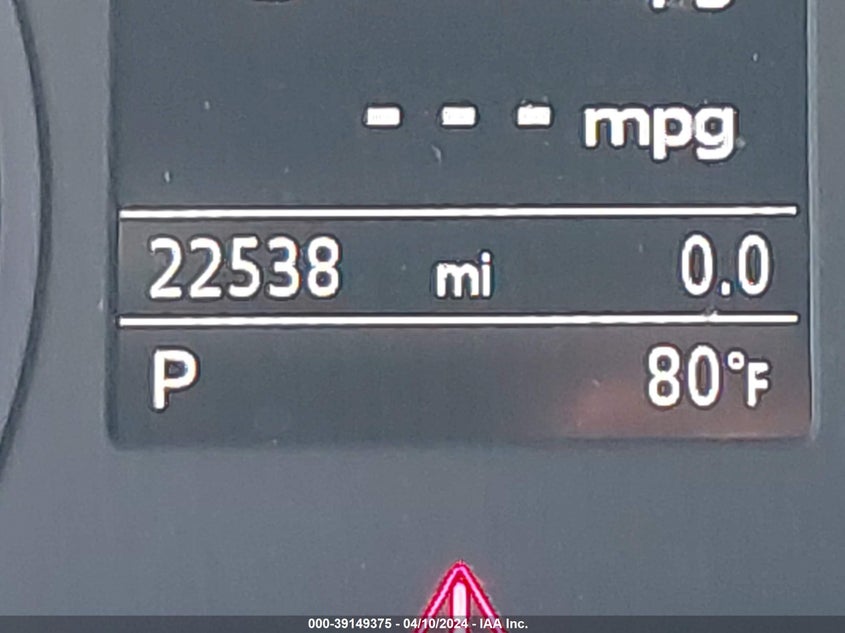 --- mpg
22538 mi 0.0
P 80°F
000-39149375 - 04/10/2024 - IAA Inc.